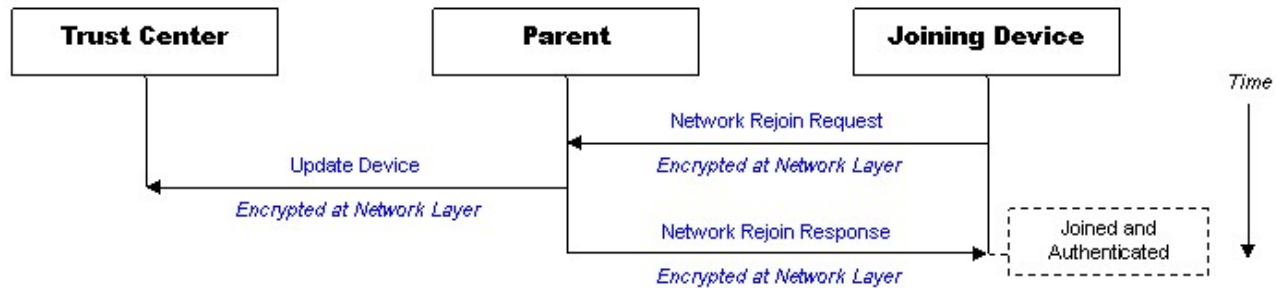 Trust Center
Parent
Joining Device
Time
Network Rejoin Request
Encrypted at Network Layer
Update Device
Encrypted at Network Layer
Network Rejoin Response
Encrypted at Network Layer
Joined and
Authenticated